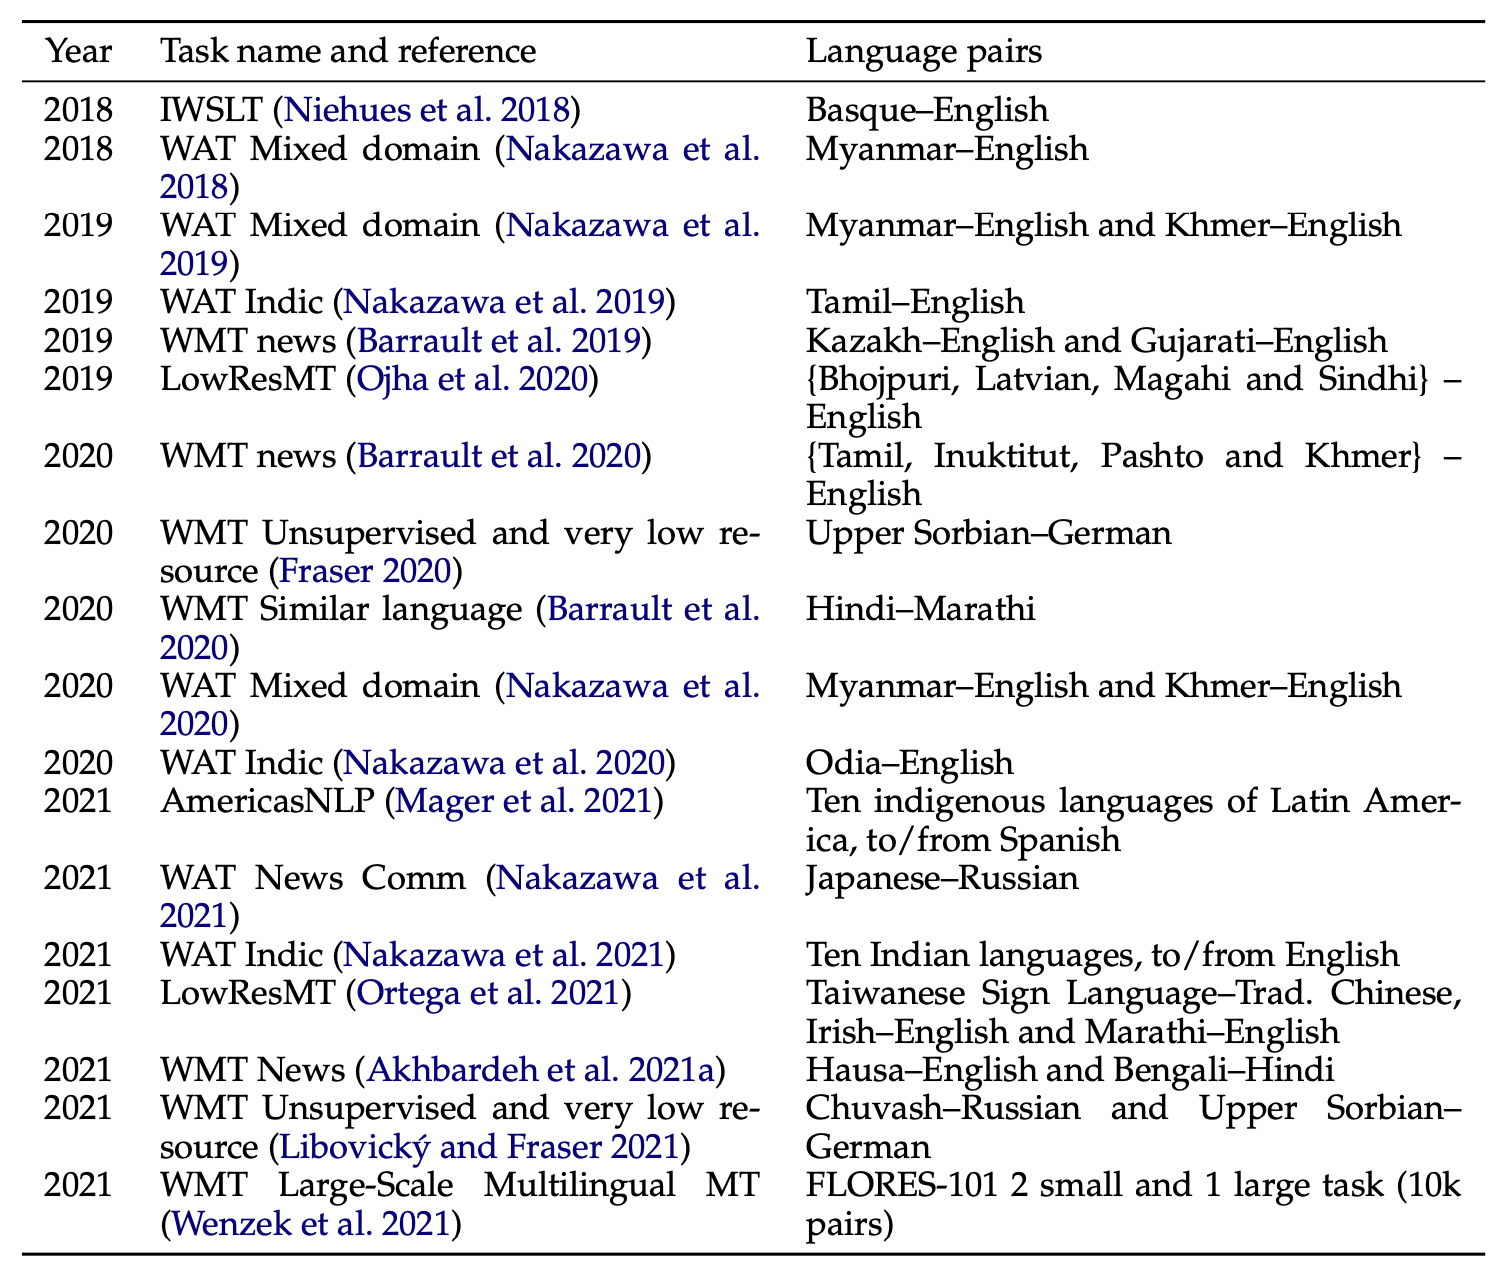 Year Task name and reference Language pairs
2018 IWSLT (Niehues et al. 2018) Basque–English
2018 WAT Mixed domain (Nakazawa et al. Myanmar–English
2018)
2019 WAT Mixed domain (Nakazawa et al. Myanmar–English and Khmer–English
2019)
2019 WAT Indic (Nakazawa et al. 2019) Tamil–English
2019 WMT news (Barrault et al. 2019) Kazakh–English and Gujarati–English
2019 LowResMT (Ojha et al. 2020) {Bhojpuri, Latvian, Magahi and Sindhi} –
English
2020 WMT news (Barrault et al. 2020) {Tamil, Inuktitut, Pashto and Khmer} –
English
2020 WMT Unsupervised and very low re- Upper Sorbian–German
source (Fraser 2020)
2020 WMT Similar language (Barrault et al. Hindi–Marathi
2020)
2020 WAT Mixed domain (Nakazawa et al. Myanmar–English and Khmer–English
2020)
2020 WAT Indic (Nakazawa et al. 2020) Odia–English
2021 AmericasNLP (Mager et al. 2021) Ten indigenous languages of Latin Amer-
ica, to/from Spanish
2021 WAT News Comm (Nakazawa et al. Japanese–Russian
2021)
2021 WAT Indic (Nakazawa et al. 2021) Ten Indian languages, to/from English
2021 LowResMT (Ortega et al. 2021) Taiwanese Sign Language–Trad. Chinese,
Irish–English and Marathi–English
2021 WMT News (Akhbardeh et al. 2021a) Hausa–English and Bengali–Hindi
2021 WMT Unsupervised and very low re- Chuvash–Russian and Upper Sorbian–
source (Libovický and Fraser 2021) German
2021 WMT Large-Scale Multilingual MT FLORES-101 2 small and 1 large task (10k
(Wenzek et al. 2021) pairs)